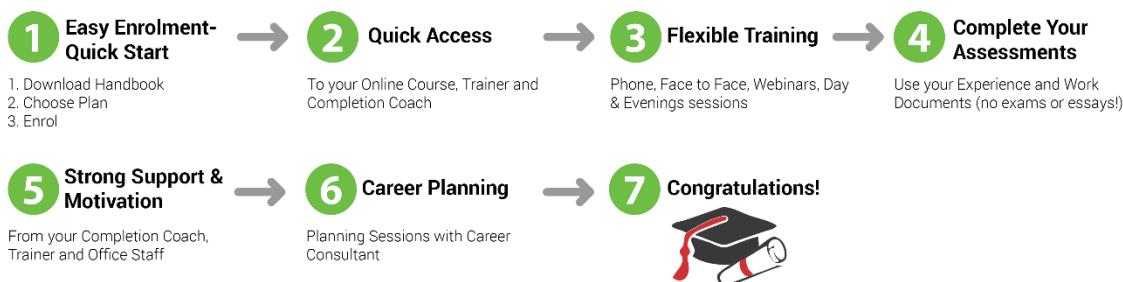 1
Easy Enrolment-
Quick Start
1. Download Handbook
2. Choose Plan
3. Enrol
2
Quick Access
To your Online Course, Trainer and
Completion Coach
3
Flexible Training
Phone, Face to Face, Webinars, Day
& Evenings sessions
4
Complete Your
Assessments
Use your Experience and Work
Documents (no exams or essays!)
5
Strong Support &
Motivation
From your Completion Coach,
Trainer and Office Staff
6
Career Planning
Planning Sessions with Career
Consultant
7
Congratulations!